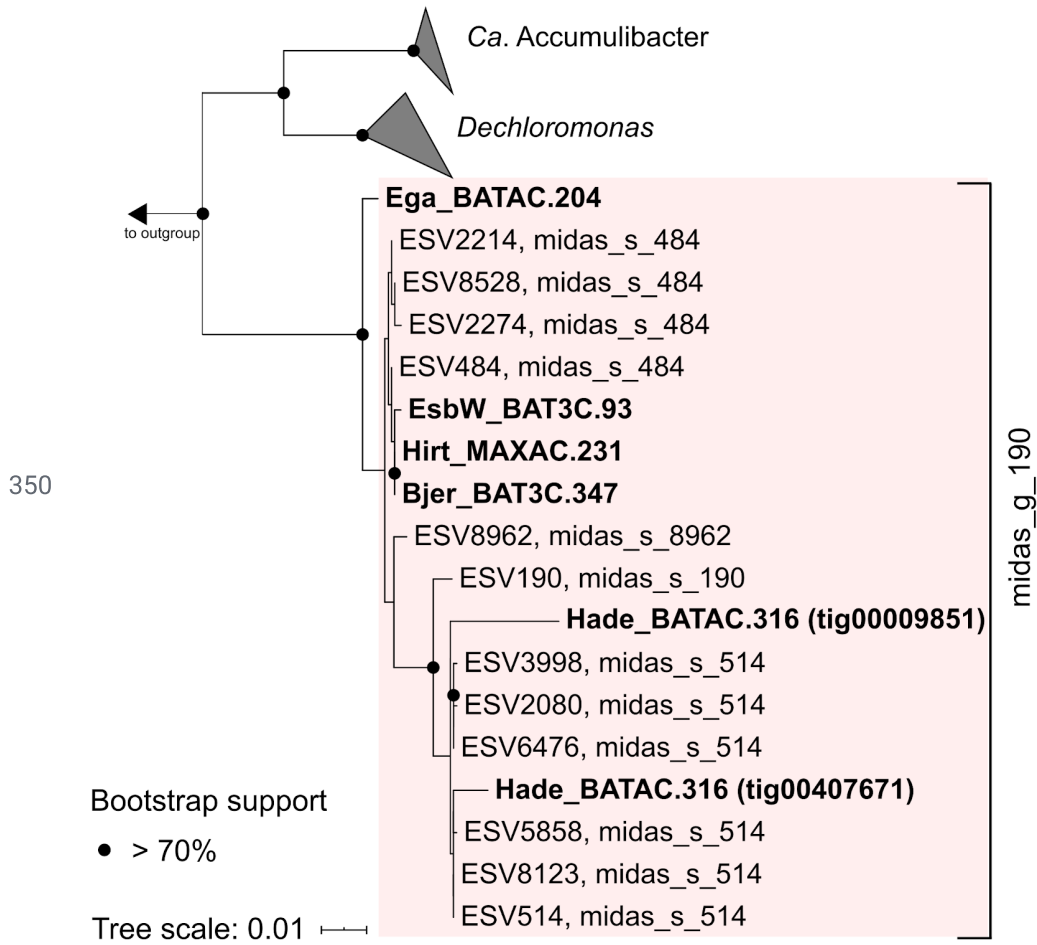 Ca. Accumulibacter
Dechloromonas
to outgroup
Ega_BATAC.204
ESV2214, midas_s_484
ESV8528, midas_s_484
ESV2274, midas_s_484
ESV484, midas_s_484
EsbW_BAT3C.93
Hirt_MAXAC.231
350
Bjer_BAT3C.347
midas_g_190
ESV8962, midas_s_8962
ESV190, midas_s_190
Hade_BATAC.316 (tig00009851)
ESV3998, midas_s_514
ESV2080, midas_s_514
ESV6476, midas_s_514
Hade_BATAC.316 (tig00407671)
ESV5858, midas_s_514
ESV8123, midas_s_514
ESV514, midas_s_514
Bootstrap support
> 70%
Tree scale: 0.01